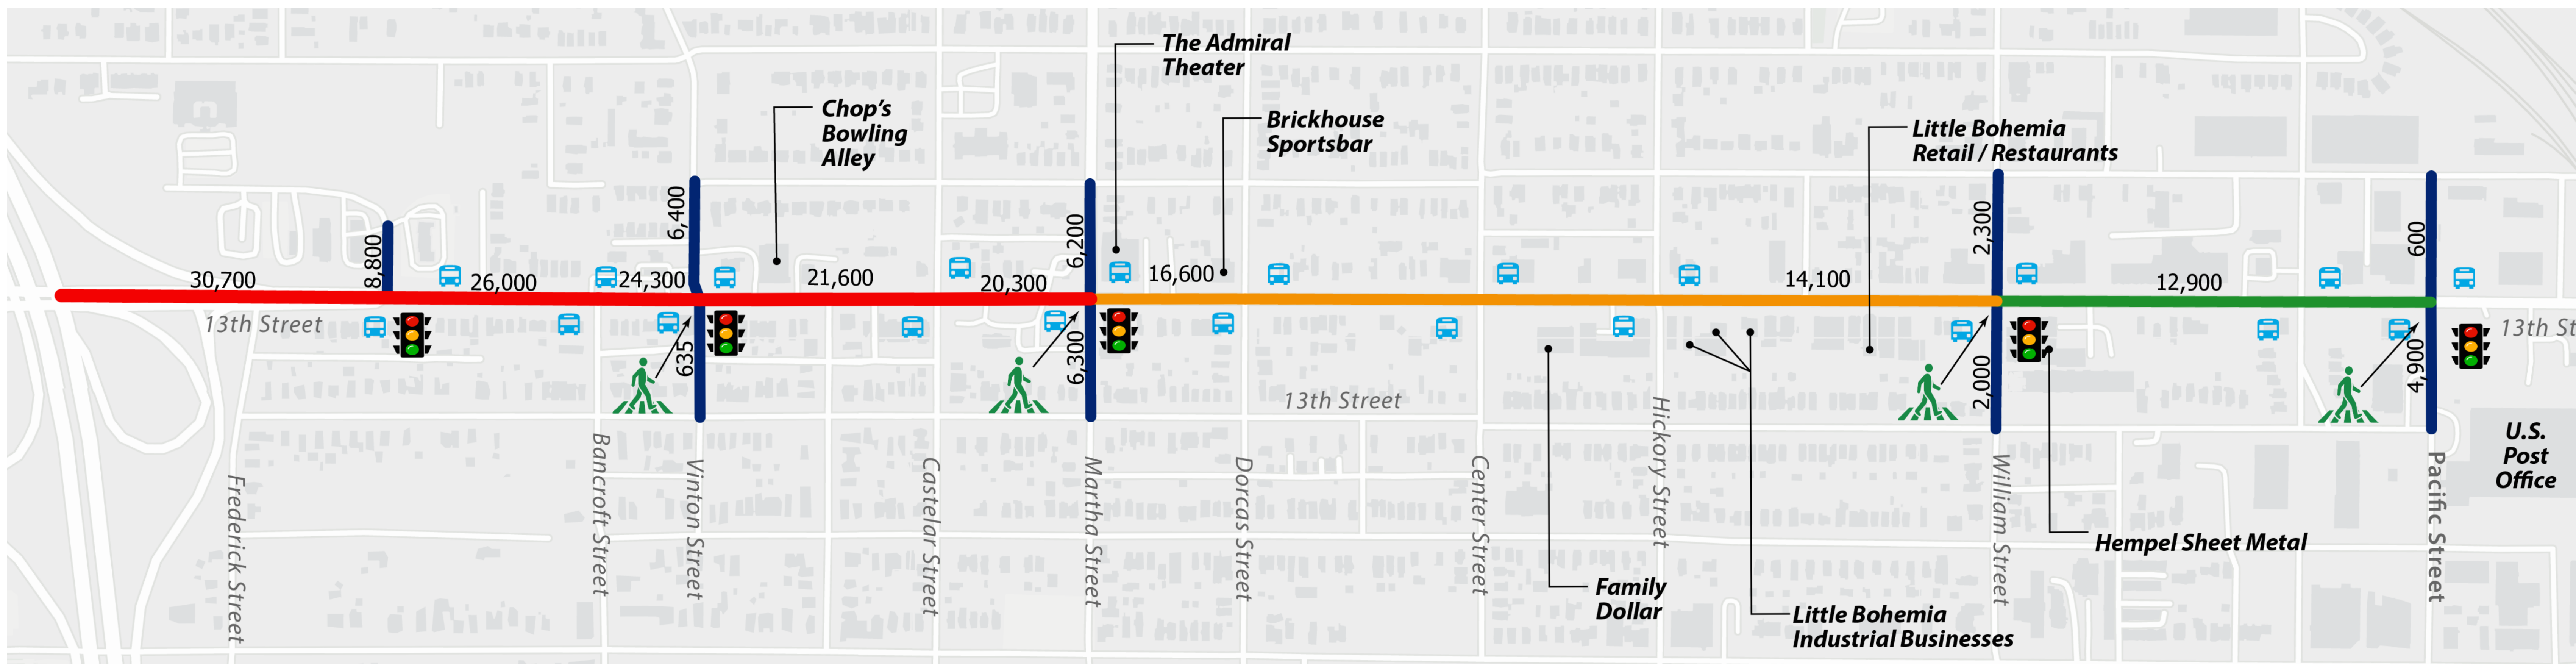 The Admiral
Theater
Chop's
Bowling
Alley
Brickhouse
Sportsbar
Little Bohemia
Retail / Restaurants
6,400
6,200
2,300
600
8,800
30,700
26,000
24,300
21,600
20,300
16,600
14,100
12,900
13th Street
13th St
635
6,300
2,000
4,900
13th Street
Frederick Street
Bancroft Street
Vinton Street
Castelar Street
Martha Street
Dorcas Street
Center Street
Hickory Street
William Street
Pacific Street
U.S.
Post
Office
Hempel Sheet Metal
Family
Dollar
Little Bohemia
Industrial Businesses